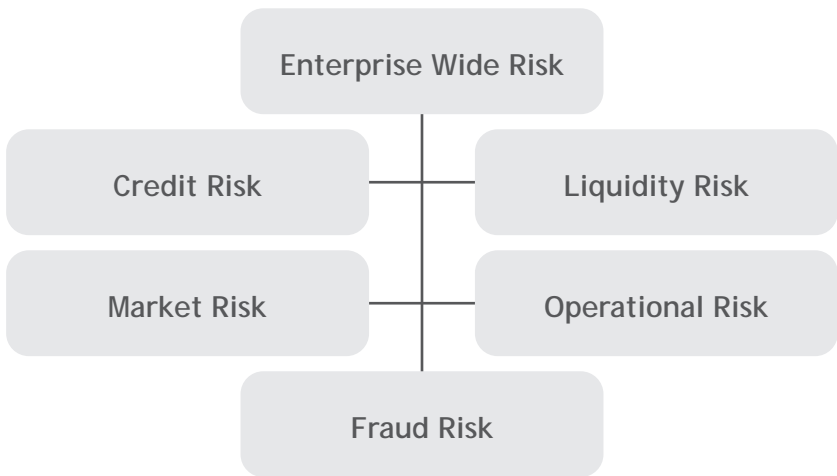 Enterprise Wide Risk
Credit Risk
Liquidity Risk
Market Risk
Operational Risk
Fraud Risk